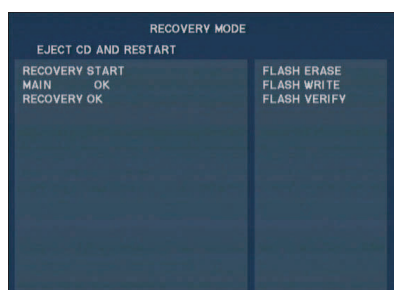 RECOVERY MODE
EJECT CD AND RESTART
RECOVERY START
MAIN OK
RECOVERY OK
FLASH ERASE
FLASH WRITE
FLASH VERIFY